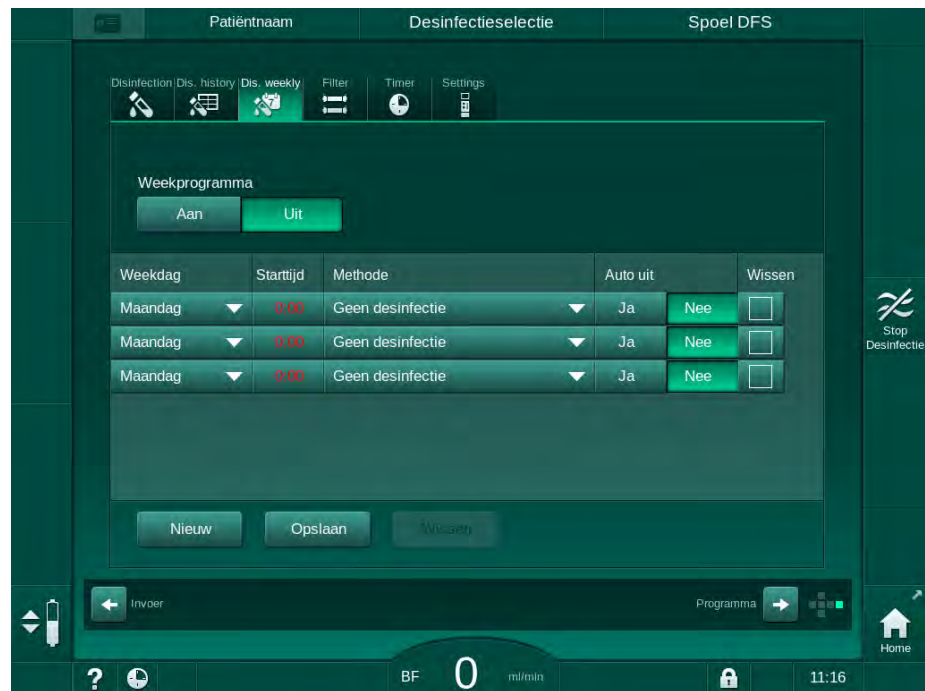 Patiëntnaam Desinfectieselectie Spoel DFS
Disinfection Dis. history Dis. weekly Filter Timer Settings
7
Weekprogramma
Aan Uit
Weekdag Starttijd Methode Auto uit Wissen
Maandag 0:00 Geen desinfectie Ja Nee
Maandag 0:00 Geen desinfectie Ja Nee
Maandag 0:00 Geen desinfectie Ja Nee
Stop
Desinfectie
Nieuw Opslaan Wissen
Invoer Programma
Home
? BF 0 ml/min 11:16